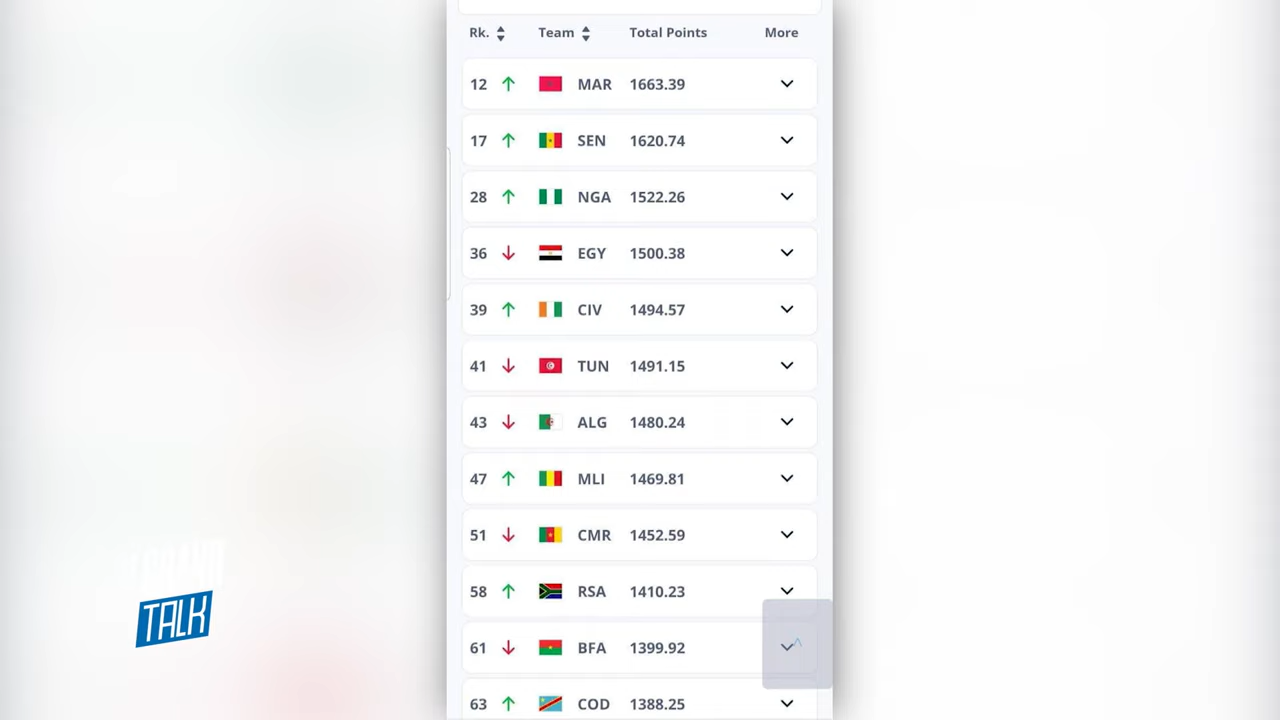 Rk. Team Total Points More
12 MAR 1663.39
17 SEN 1620.74
28 NGA 1522.26
36 EGY 1500.38
39 CIV 1494.57
41 TUN 1491.15
43 ALG 1480.24
47 MLI 1469.81
51 CMR 1452.59
58 RSA 1410.23
61 BFA 1399.92
63 COD 1388.25
TALK